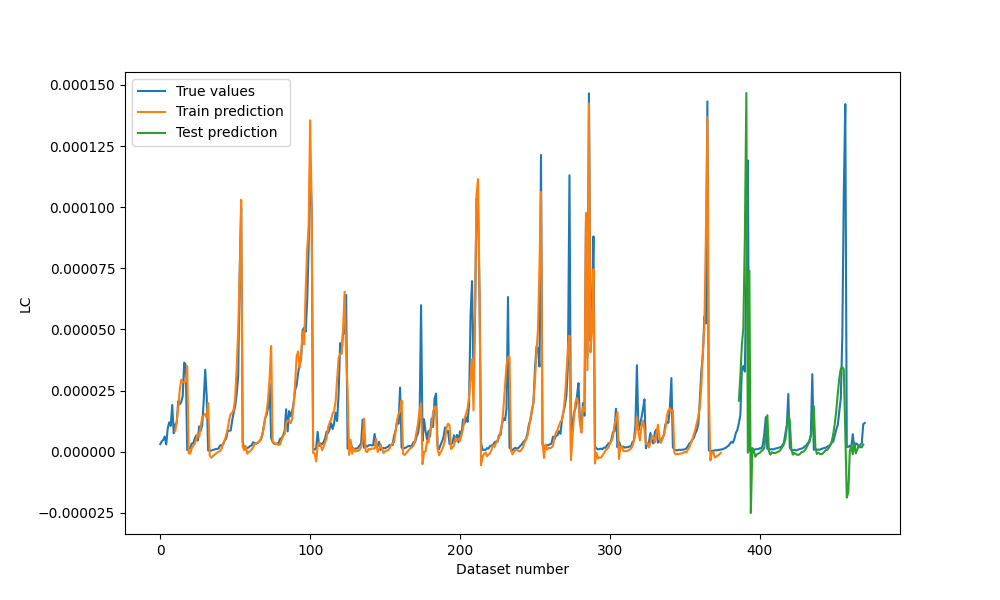 True values
Train prediction
Test prediction
0.000150
0.000125
0.000100
0.000075
0.000050
0.000025
0.000000
−0.000025
LC
0 100 200 300 400
Dataset number